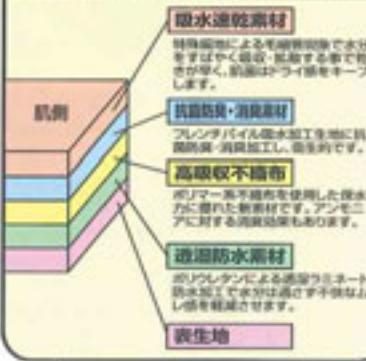 吸水速乾素材
特殊編地による毛細管現象で水分
をすばやく吸収・拡散する事で乾
きが早く、肌面はドライ感をキープ
します。
肌側
抗菌防臭・消臭素材
フレンチパイル吸水加工生地に抗
菌防臭・消臭加工し、衛生的です。
高吸収不織布
ポリマー系不織布を使用した保水
力に優れた新素材です。アンモニ
アに対する消臭効果もあります。
透湿防水素材
ポリウレタンによる透湿ラミネート
防水加工で水分は通さず不快なム
レ感を軽減させます。
表生地